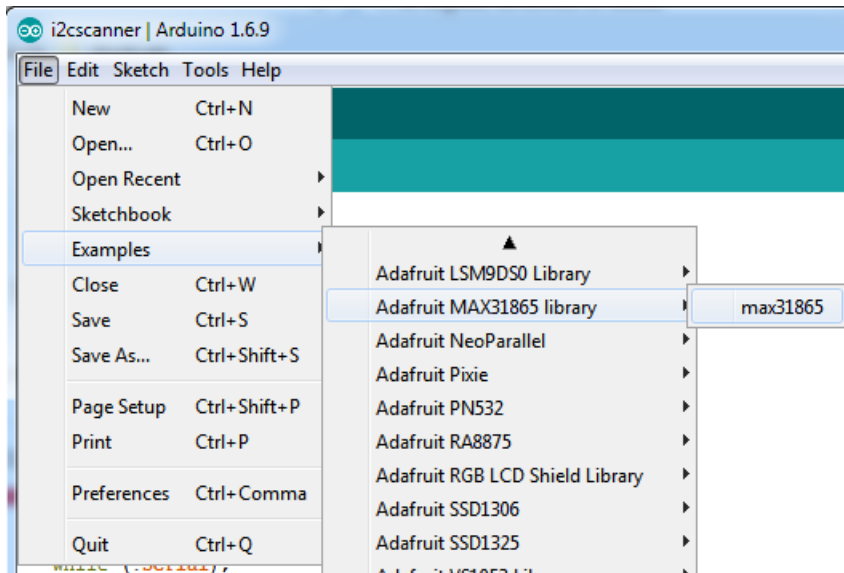 i2cscanner | Arduino 1.6.9
File Edit Sketch Tools Help
New Ctrl+N
Open... Ctrl+O
Open Recent
Sketchbook
Examples
Close Ctrl+W
Save Ctrl+S
Save As... Ctrl+Shift+S
Page Setup Ctrl+Shift+P
Print Ctrl+P
Preferences Ctrl+Comma
Quit Ctrl+Q
Adafruit LSM9DS0 Library
Adafruit MAX31865 library
Adafruit NeoParallel
Adafruit Pixie
Adafruit PN532
Adafruit RA8875
Adafruit RGB LCD Shield Library
Adafruit SSD1306
Adafruit SSD1325
max31865